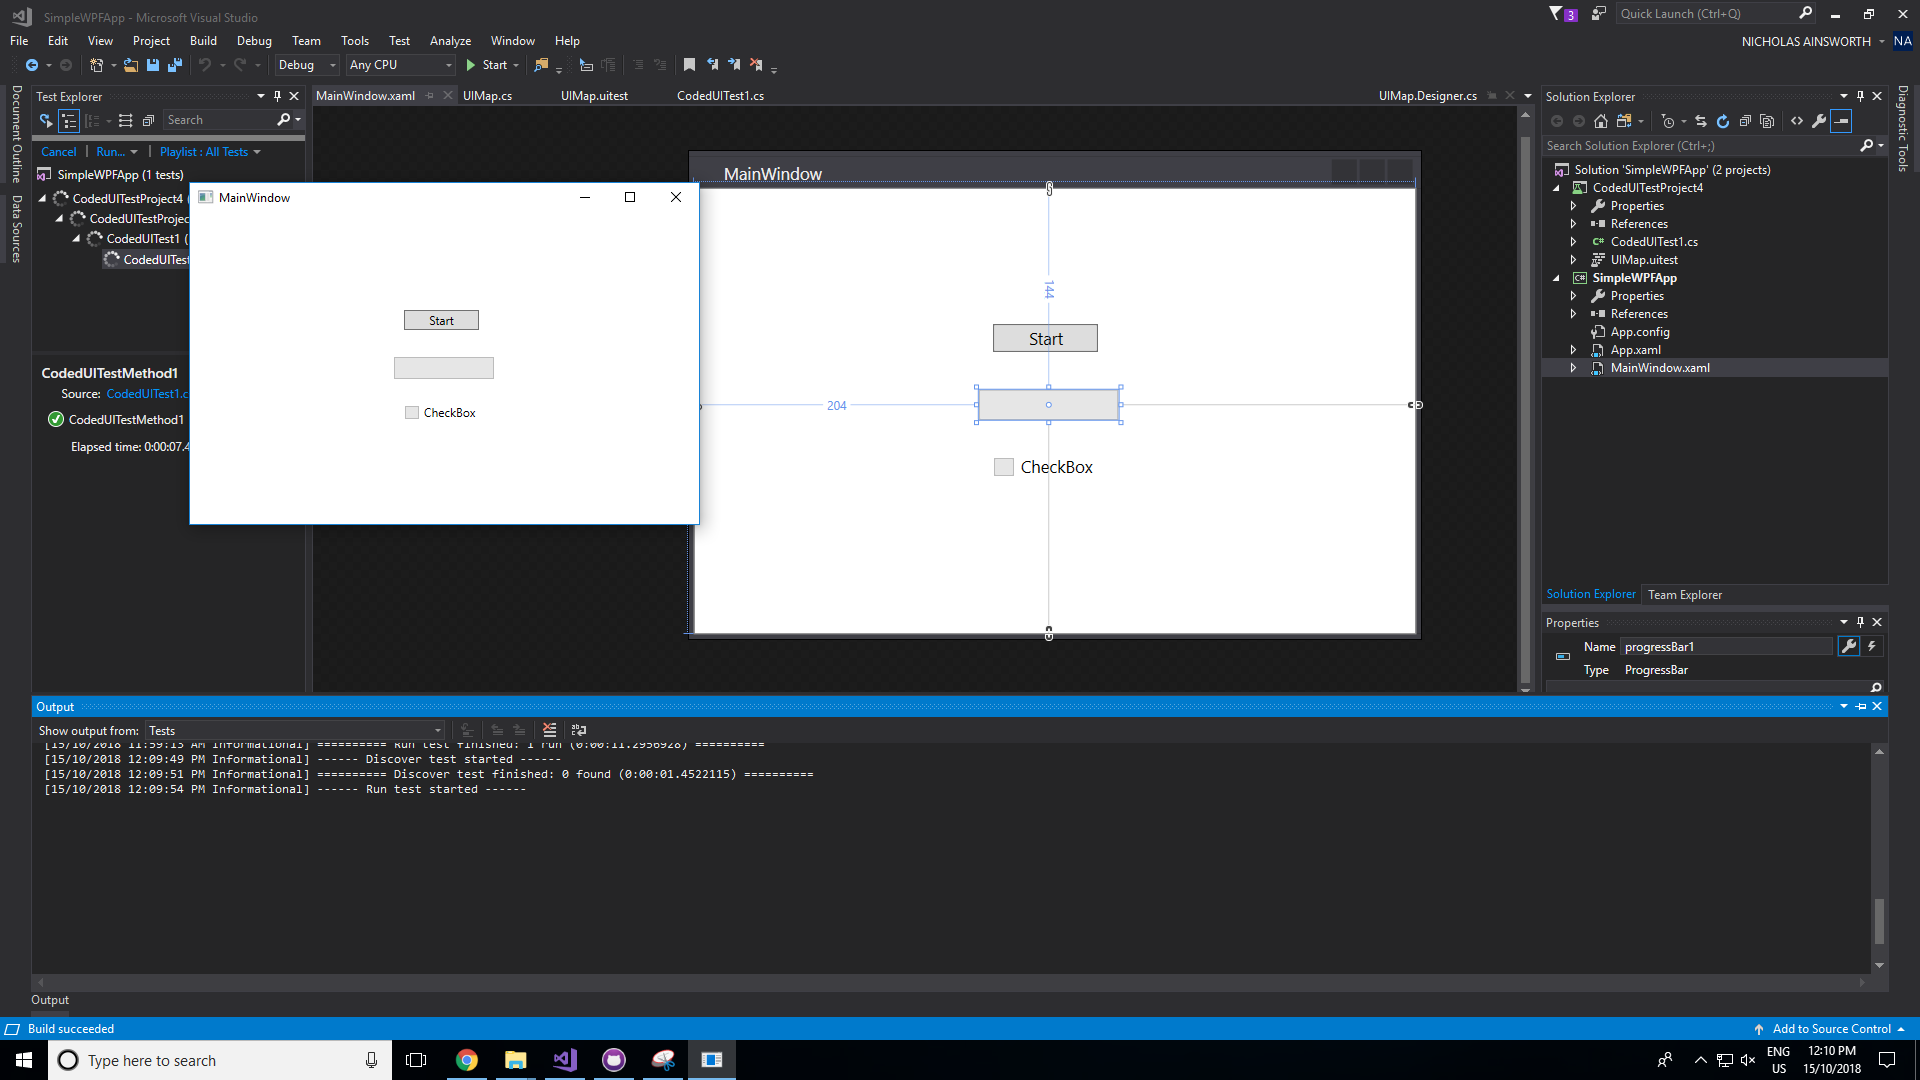 SimpleWPFApp - Microsoft Visual Studio
3
Quick Launch (Ctrl+Q)
File Edit View Project Build Debug Team Tools Test Analyze Window Help
NICHOLAS AINSWORTH NA
Debug Any CPU Start
Document Outline
Data Sources
Test Explorer
Search
Cancel Run... Playlist : All Tests
SimpleWPFApp (1 tests)
CodedUITestProject4 (
CodedUITestProjec
CodedUITest1 (
CodedUITest
CodedUITestMethod1
Source: CodedUITest1.c
CodedUITestMethod1
Elapsed time: 0:00:07.4
MainWindow.xaml UIMap.cs UIMap.uitest CodedUITest1.cs UIMap.Designer.cs
MainWindow
Start
CheckBox
MainWindow
144
Start
204
CheckBox
Solution Explorer
Search Solution Explorer (Ctrl+;)
Solution 'SimpleWPFApp' (2 projects)
CodedUITestProject4
Properties
References
C# CodedUITest1.cs
UIMap.uitest
C# SimpleWPFApp
Properties
References
App.config
App.xaml
MainWindow.xaml
Solution Explorer Team Explorer
Diagnostic Tools
Properties
Name progressBar1
Type ProgressBar
Output
Show output from: Tests
[15/10/2018 11:59:13 AM Informational] ========== Run test finished: 1 run (0:00:11.2956928) ==========
[15/10/2018 12:09:49 PM Informational] ------ Discover test started ------
[15/10/2018 12:09:51 PM Informational] ========== Discover test finished: 0 found (0:00:01.4522115) ==========
[15/10/2018 12:09:54 PM Informational] ------ Run test started ------
Output
Build succeeded
Add to Source Control
Type here to search
ENG
US
12:10 PM
15/10/2018